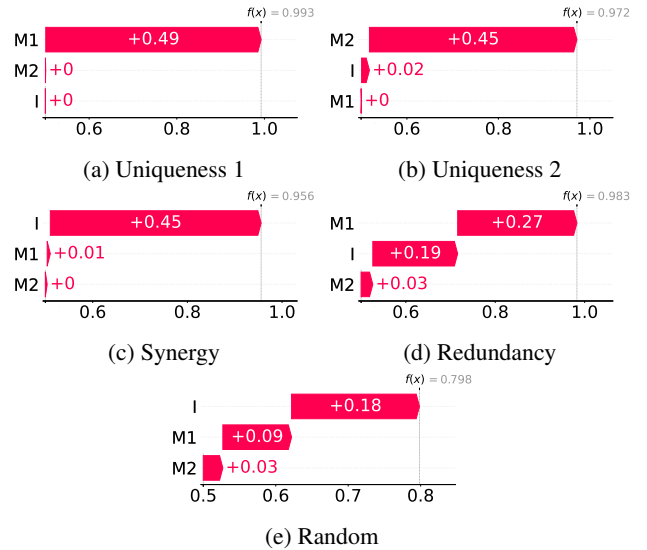 f(x) = 0.993
M1 +0.49
M2 +0
I +0
0.6 0.8 1.0
(a) Uniqueness 1
f(x) = 0.972
M2 +0.45
I +0.02
M1 +0
0.6 0.8 1.0
(b) Uniqueness 2
f(x) = 0.956
I +0.45
M1 +0.01
M2 +0
0.6 0.8 1.0
(c) Synergy
f(x) = 0.983
M1 +0.27
I +0.19
M2 +0.03
0.6 0.8 1.0
(d) Redundancy
f(x) = 0.798
I +0.18
M1 +0.09
M2 +0.03
0.5 0.6 0.7 0.8
(e) Random